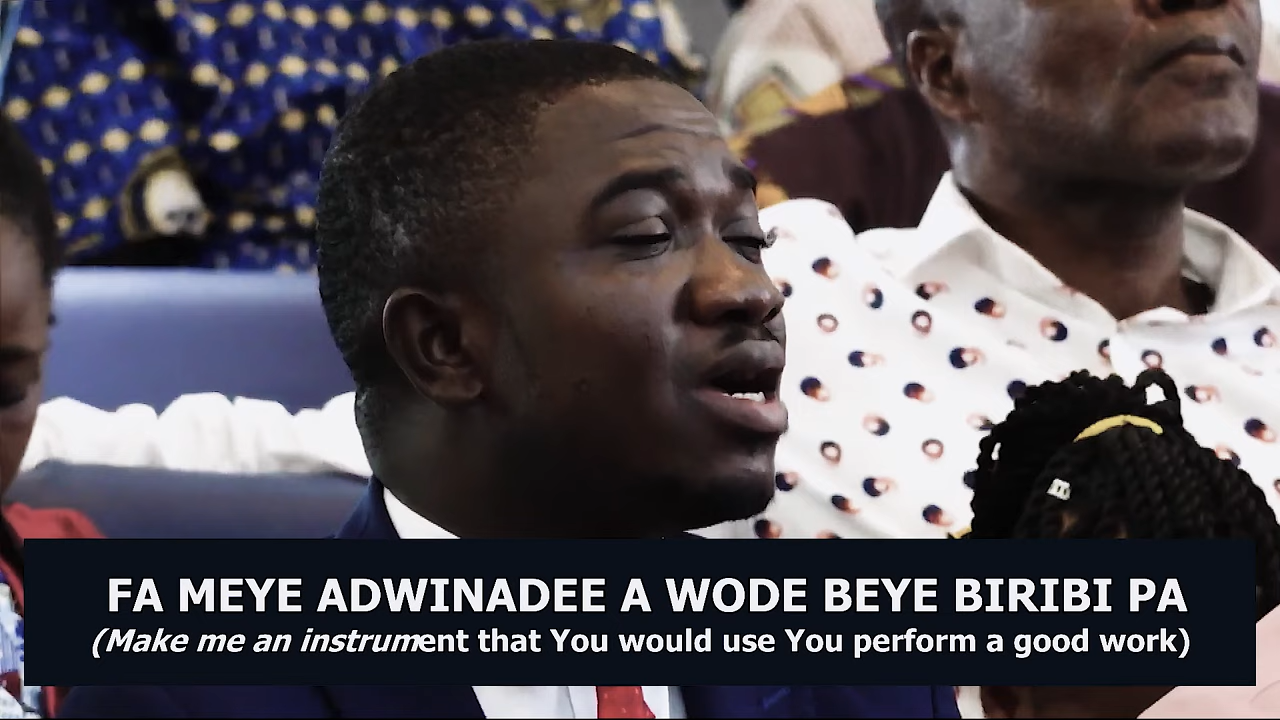 FA MEYE ADWINADEE A WODE BEYE BIRIBI PA
(Make me an instrument that You would use You perform a good work)